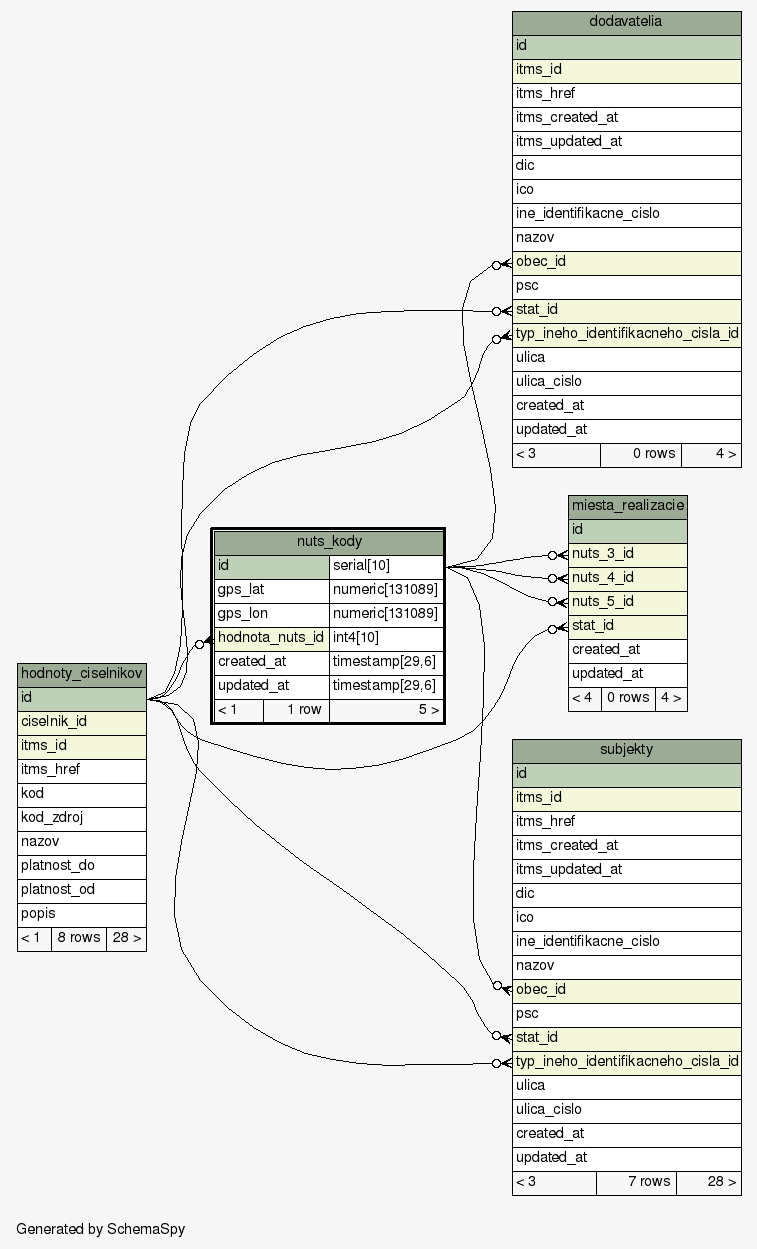 dodavatelia
id
itms_id
itms_href
itms_created_at
itms_updated_at
dic
ico
ine_identifikacne_cislo
nazov
obec_id
psc
stat_id
typ_ineho_identifikacneho_cisla_id
ulica
ulica_cislo
created_at
updated_at
< 3 0 rows 4 >
miesta_realizacie
id
nuts_3_id
nuts_4_id
nuts_5_id
stat_id
created_at
updated_at
< 4 0 rows 4 >
nuts_kody
id serial[10]
gps_lat numeric[131089]
gps_lon numeric[131089]
hodnota_nuts_id int4[10]
created_at timestamp[29,6]
updated_at timestamp[29,6]
< 1 1 row 5 >
hodnoty_ciselnikov
id
ciselnik_id
itms_id
itms_href
kod
kod_zdroj
nazov
platnost_do
platnost_od
popis
< 1 8 rows 28 >
subjekty
id
itms_id
itms_href
itms_created_at
itms_updated_at
dic
ico
ine_identifikacne_cislo
nazov
obec_id
psc
stat_id
typ_ineho_identifikacneho_cisla_id
ulica
ulica_cislo
created_at
updated_at
< 3 7 rows 28 >
Generated by SchemaSpy